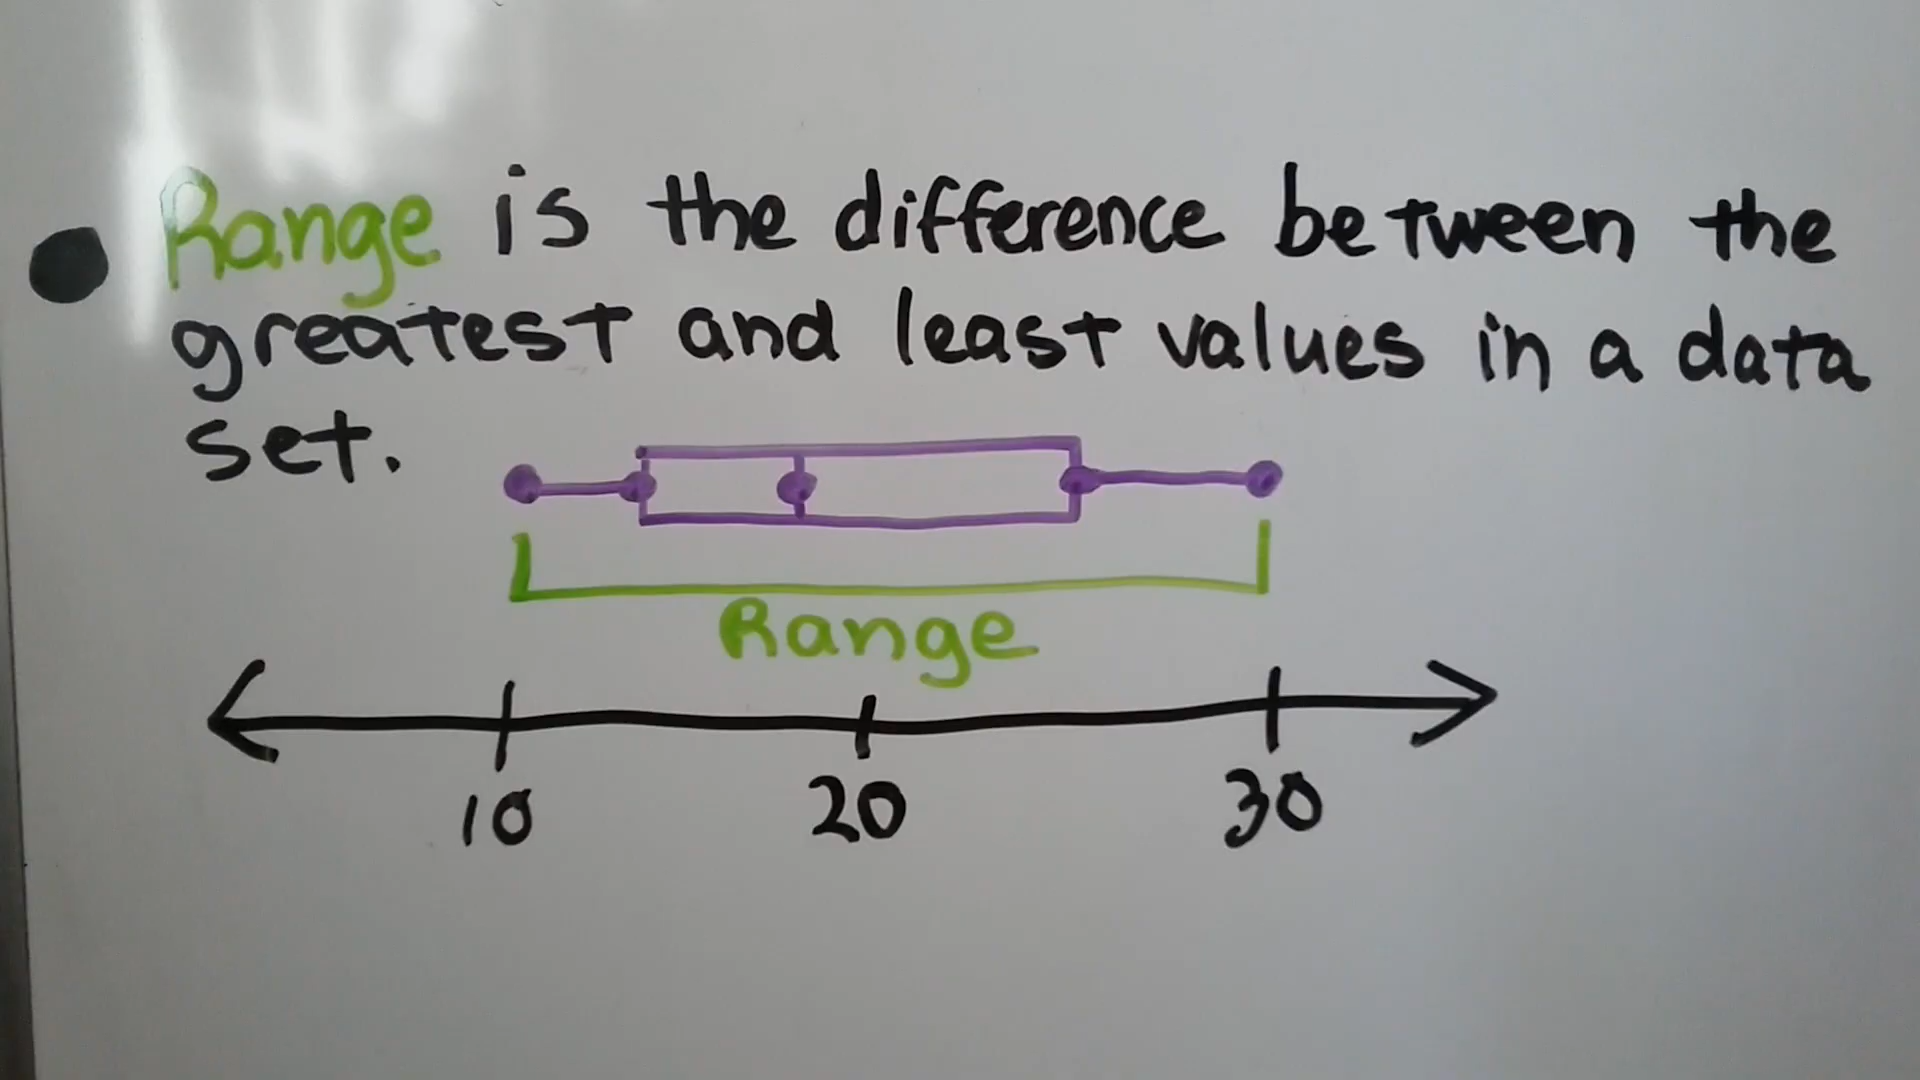 Range is the difference between the
greatest and least values in a data
set.
Range
10 20 30